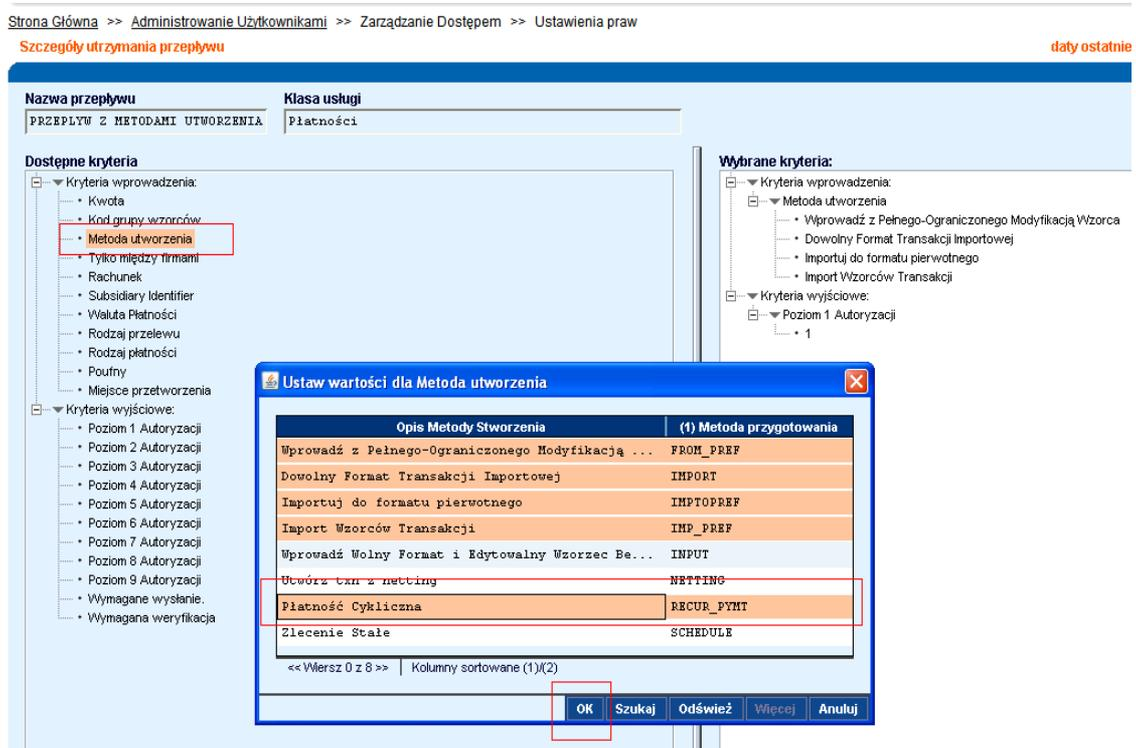 Strona Główna >> Administrowanie Użytkownikami >> Zarządzanie Dostępem >> Ustawienia praw
Szczegóły utrzymania przepływu
daty ostatnie
Nazwa przepływu
Klasa usługi
PRZEPLYW Z METODAMI UTWORZENIA
Płatności
Dostępne kryteria
Kryteria wprowadzenia:
Kwota
Kod grupy wzorców
Metoda utworzenia
Tylko między firmami
Rachunek
Subsidiary Identifier
Waluta Płatności
Rodzaj przelewu
Rodzaj płatności
Poufny
Miejsce przetworzenia
Kryteria wyjściowe:
Poziom 1 Autoryzacji
Poziom 2 Autoryzacji
Poziom 3 Autoryzacji
Poziom 4 Autoryzacji
Poziom 5 Autoryzacji
Poziom 6 Autoryzacji
Poziom 7 Autoryzacji
Poziom 8 Autoryzacji
Poziom 9 Autoryzacji
Wymagane wysłanie.
Wymagana weryfikacja
Wybrane kryteria:
Kryteria wprowadzenia:
Metoda utworzenia
Wprowadź z Pełnego-Ograniczonego Modyfikacją Wzorca
Dowolny Format Transakcji Importowej
Importuj do formatu pierwotnego
Import Wzorców Transakcji
Kryteria wyjściowe:
Poziom 1 Autoryzacji
1
Ustaw wartości dla Metoda utworzenia
Opis Metody Stworzenia (1) Metoda przygotowania
Wprowadź z Pełnego-Ograniczonego Modyfikacją ... FROM_PREF
Dowolny Format Transakcji Importowej IMPORT
Importuj do formatu pierwotnego IMPTOPREF
Import Wzorców Transakcji IMP_PREF
Wprowadź Wolny Format i Edytowalny Wzorzec Be... INPUT
Utwórz txn z netting NETTING
Płatność Cykliczna RECUR_PYMT
Zlecenie Stałe SCHEDULE
<< Wiersz 0 z 8 >> Kolumny sortowane (1)/(2)
OK Szukaj Odśwież Więcej Anuluj